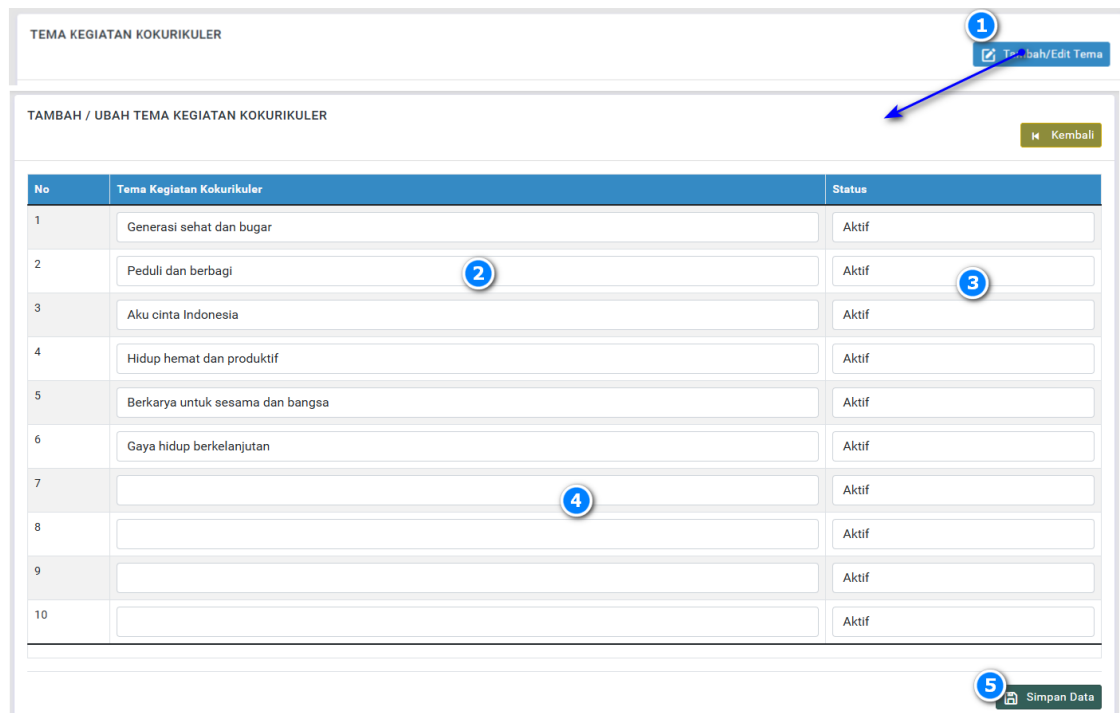 TEMA KEGIATAN KOKURIKULER
1
Tambah/Edit Tema
TAMBAH / UBAH TEMA KEGIATAN KOKURIKULER
Kembali
No Tema Kegiatan Kokurikuler Status
1 Generasi sehat dan bugar Aktif
2 Peduli dan berbagi 2 Aktif 3
3 Aku cinta Indonesia Aktif
4 Hidup hemat dan produktif Aktif
5 Berkarya untuk sesama dan bangsa Aktif
6 Gaya hidup berkelanjutan Aktif
7 4 Aktif
8 Aktif
9 Aktif
10 Aktif
5 Simpan Data